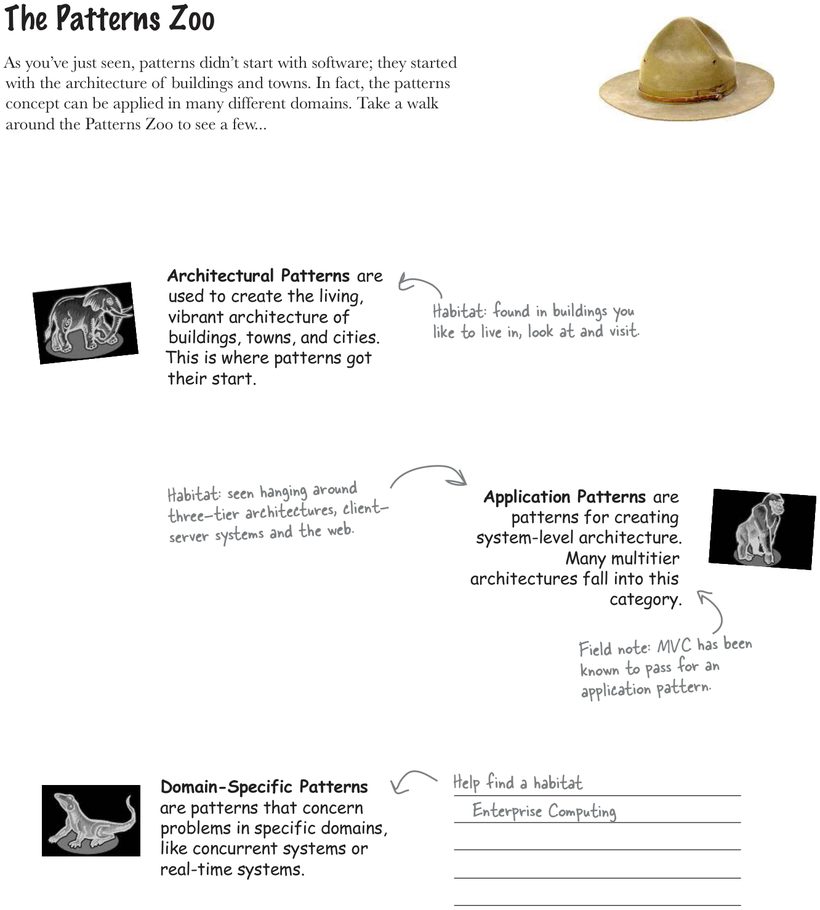 The Patterns Zoo
As you’ve just seen, patterns didn’t start with software; they started
with the architecture of buildings and towns. In fact, the patterns
concept can be applied in many different domains. Take a walk
around the Patterns Zoo to see a few...
Architectural Patterns are
used to create the living,
vibrant architecture of
buildings, towns, and cities.
This is where patterns got
their start.
Habitat: found in buildings you
like to live in, look at and visit.
Habitat: seen hanging around
three-tier architectures, client-
server systems and the web.
Application Patterns are
patterns for creating
system-level architecture.
Many multitier
architectures fall into this
category.
Field note: MVC has been
known to pass for an
application pattern.
Domain-Specific Patterns
are patterns that concern
problems in specific domains,
like concurrent systems or
real-time systems.
Help find a habitat
Enterprise Computing